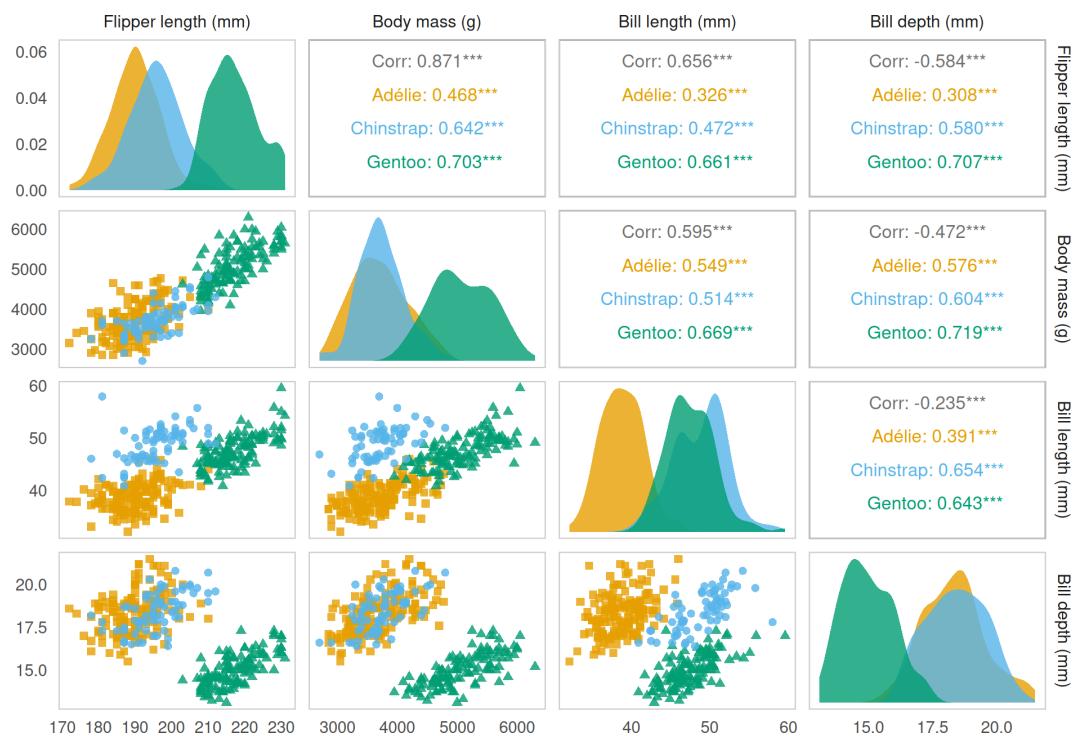 Flipper length (mm)
Body mass (g)
Bill length (mm)
Bill depth (mm)
0.06
0.04
0.02
0.00
Corr: 0.871***
Adélie: 0.468***
Chinstrap: 0.642***
Gentoo: 0.703***
Corr: 0.656***
Adélie: 0.326***
Chinstrap: 0.472***
Gentoo: 0.661***
Corr: -0.584***
Adélie: 0.308***
Chinstrap: 0.580***
Gentoo: 0.707***
Flipper length (mm)
6000
5000
4000
3000
Corr: 0.595***
Adélie: 0.549***
Chinstrap: 0.514***
Gentoo: 0.669***
Corr: -0.472***
Adélie: 0.576***
Chinstrap: 0.604***
Gentoo: 0.719***
Body mass (g)
60
50
40
Corr: -0.235***
Adélie: 0.391***
Chinstrap: 0.654***
Gentoo: 0.643***
Bill length (mm)
20.0
17.5
15.0
Bill depth (mm)
170 180 190 200 210 220 230
3000 4000 5000 6000
40 50 60
15.0 17.5 20.0